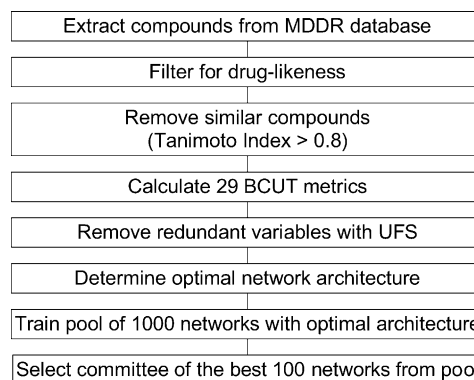 Extract compounds from MDDR database
Filter for drug-likeness
Remove similar compounds
(Tanimoto Index > 0.8)
Calculate 29 BCUT metrics
Remove redundant variables with UFS
Determine optimal network architecture
Train pool of 1000 networks with optimal architecture
Select committee of the best 100 networks from poo